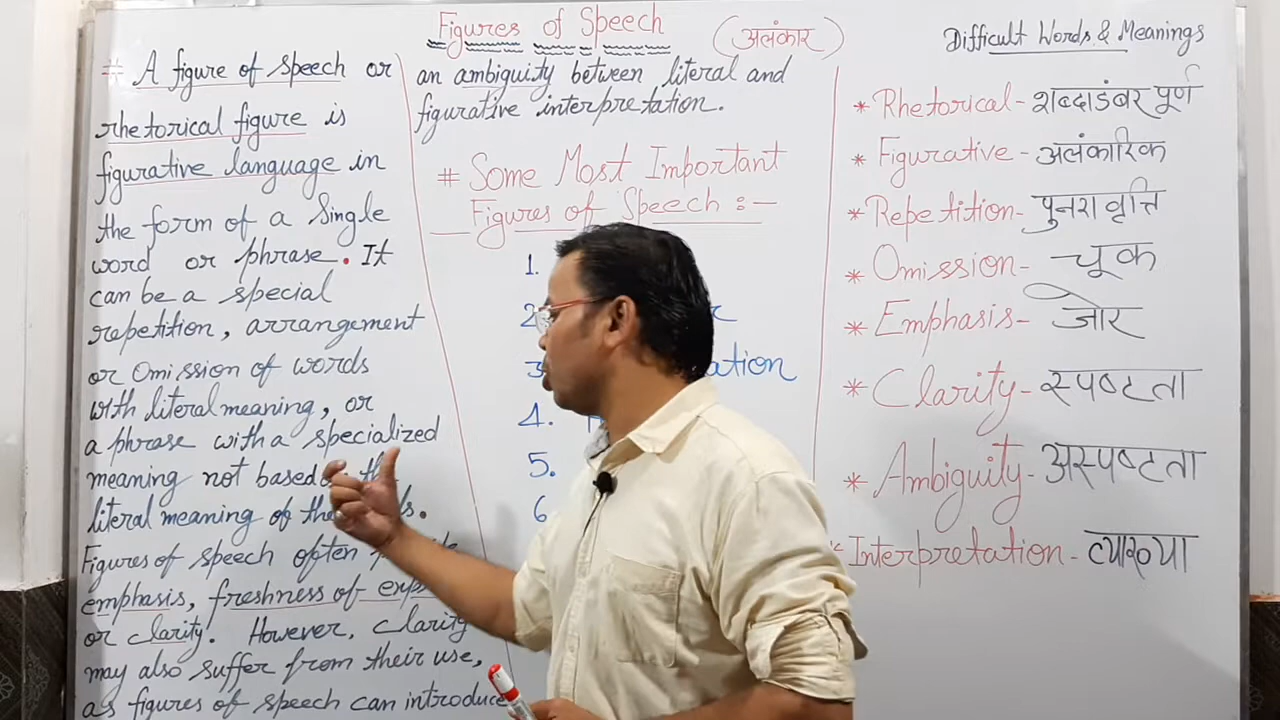 Figures of Speech (अलंकार)
# A figure of speech or
rhetorical figure is
figurative language in
the form of a single
word or phrase. It
can be a special
repetition, arrangement
or Omission of words
with literal meaning, or
a phrase with a specialized
meaning not based
literal meaning of the
Figures of speech often
emphasis, freshness of
or clarity. However, clarity
may also suffer from their use,
as figures of speech can introduce
an ambiguity between literal and
figurative interpretation.
# Some Most Important
Figures of Speech :-
1.
2.
3.
4.
5.
6
Difficult Words & Meanings
* Rhetorical - शब्दाडंबर पूर्ण
* Figurative - अलंकारिक
* Repetition - पुनरावृत्ति
* Omission - चूक
* Emphasis - जोर
* Clarity - स्पष्टता
* Ambiguity - अस्पष्टता
* Interpretation - व्याख्या